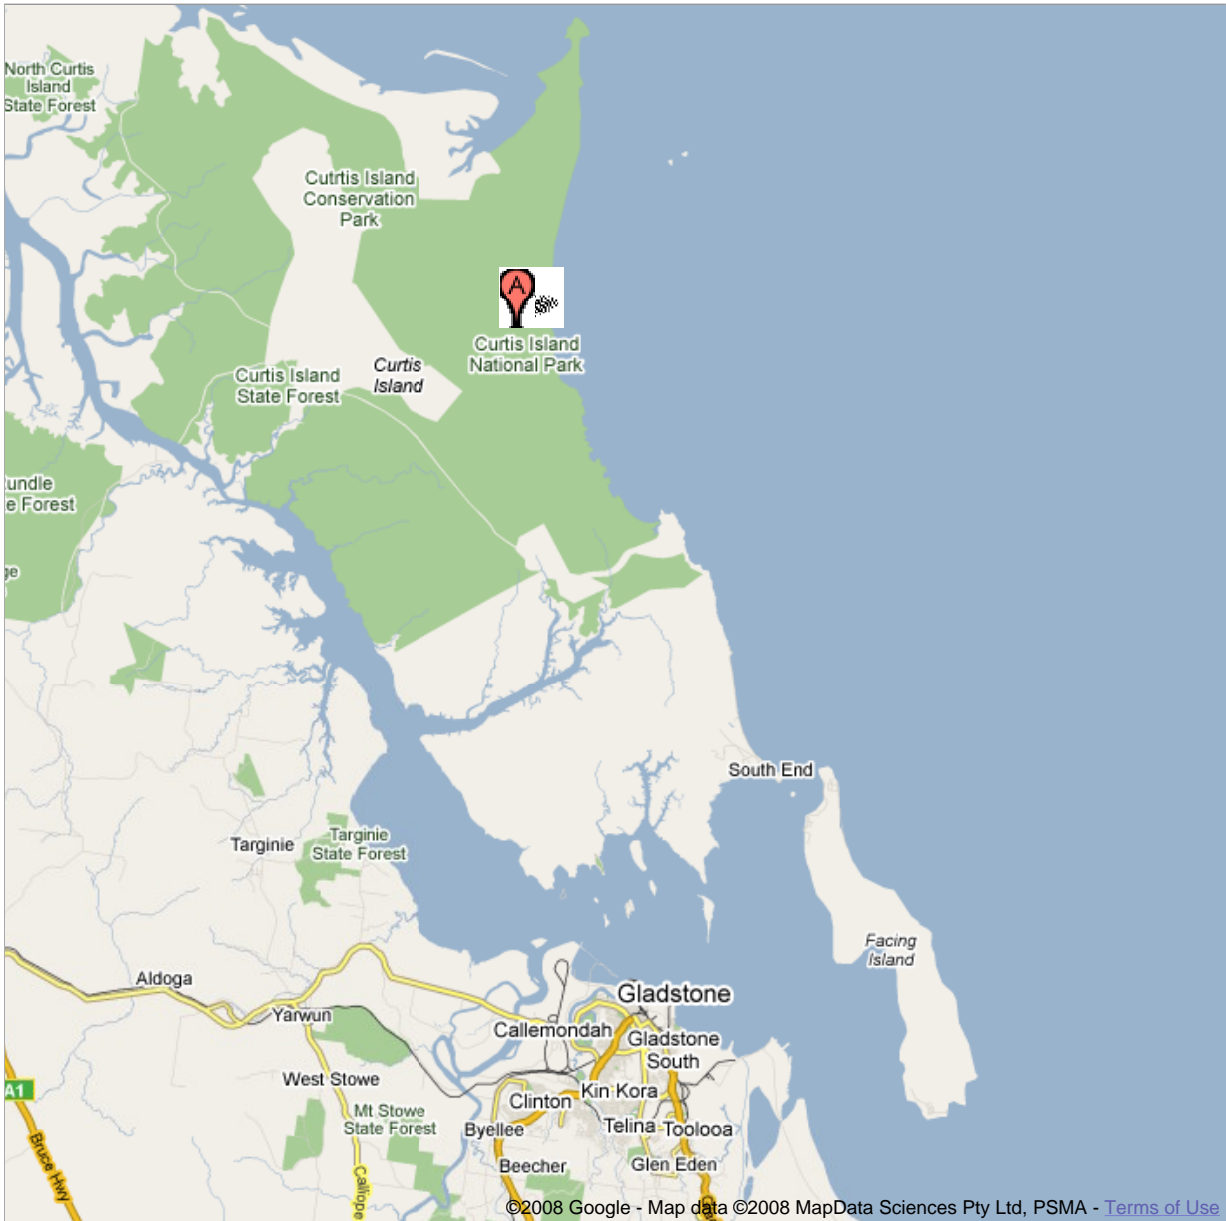 North Curtis
Island
State Forest
Cutrtis Island
Conservation
Park
A
Curtis Island
National Park
Curtis
Island
Curtis Island
State Forest
undle
e Forest
ge
South End
Targinie
Targinie
State Forest
Facing
Island
Aldoga
Gladstone
Yarwun
Callemondah
Gladstone
South
West Stowe
A1
Kin Kora
Clinton
Mt Stowe
State Forest
Byellee
Telina
Toolooa
Bruce Hwy
Beecher
Glen Eden
Calliope
©2008 Google - Map data ©2008 MapData Sciences Pty Ltd, PSMA - Terms of Use